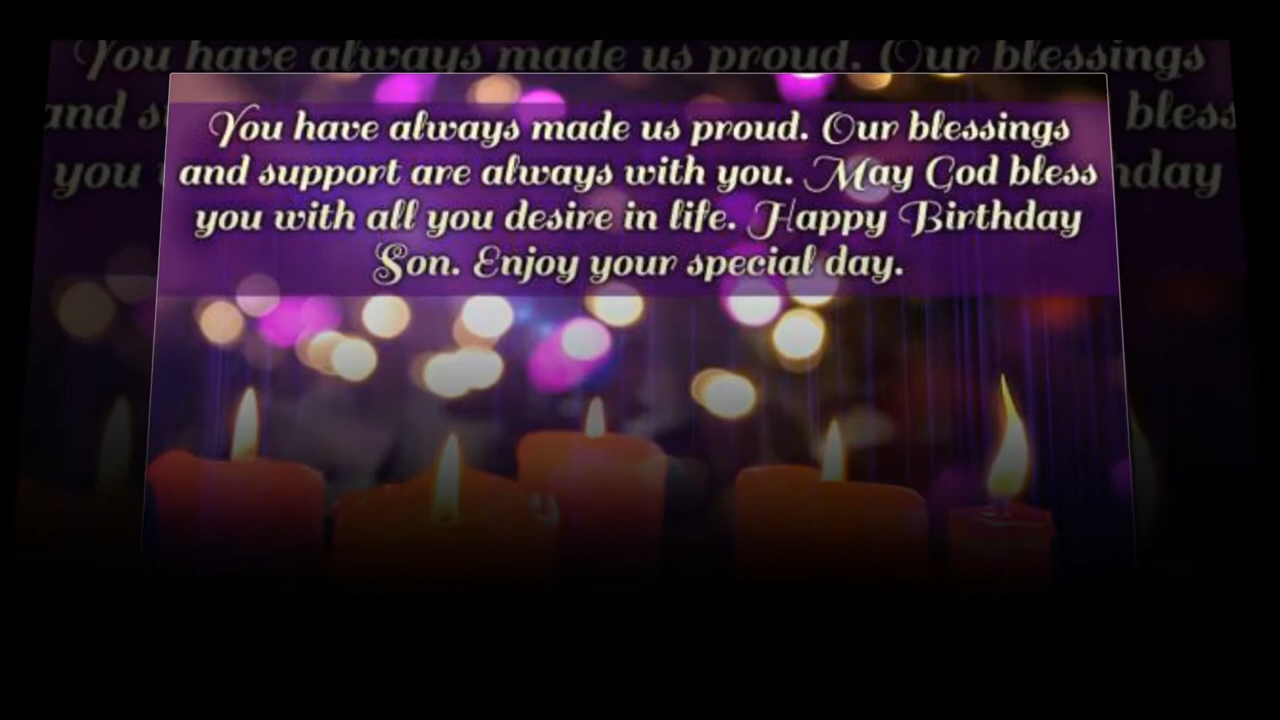 You have always made us proud. Our blessings
and support are always with you. May God bless
you with all you desire in life. Happy Birthday
Son. Enjoy your special day.